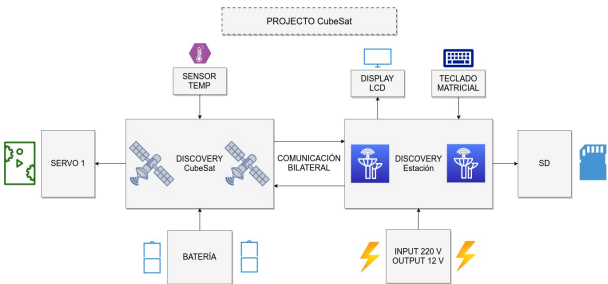 PROJECTO CubeSat
SENSOR
TEMP
DISPLAY
LCD
TECLADO
MATRICIAL
SERVO 1
DISCOVERY
CubeSat
COMUNICACIÓN
BILATERAL
DISCOVERY
Estación
SD
BATERÍA
INPUT 220 V
OUTPUT 12 V